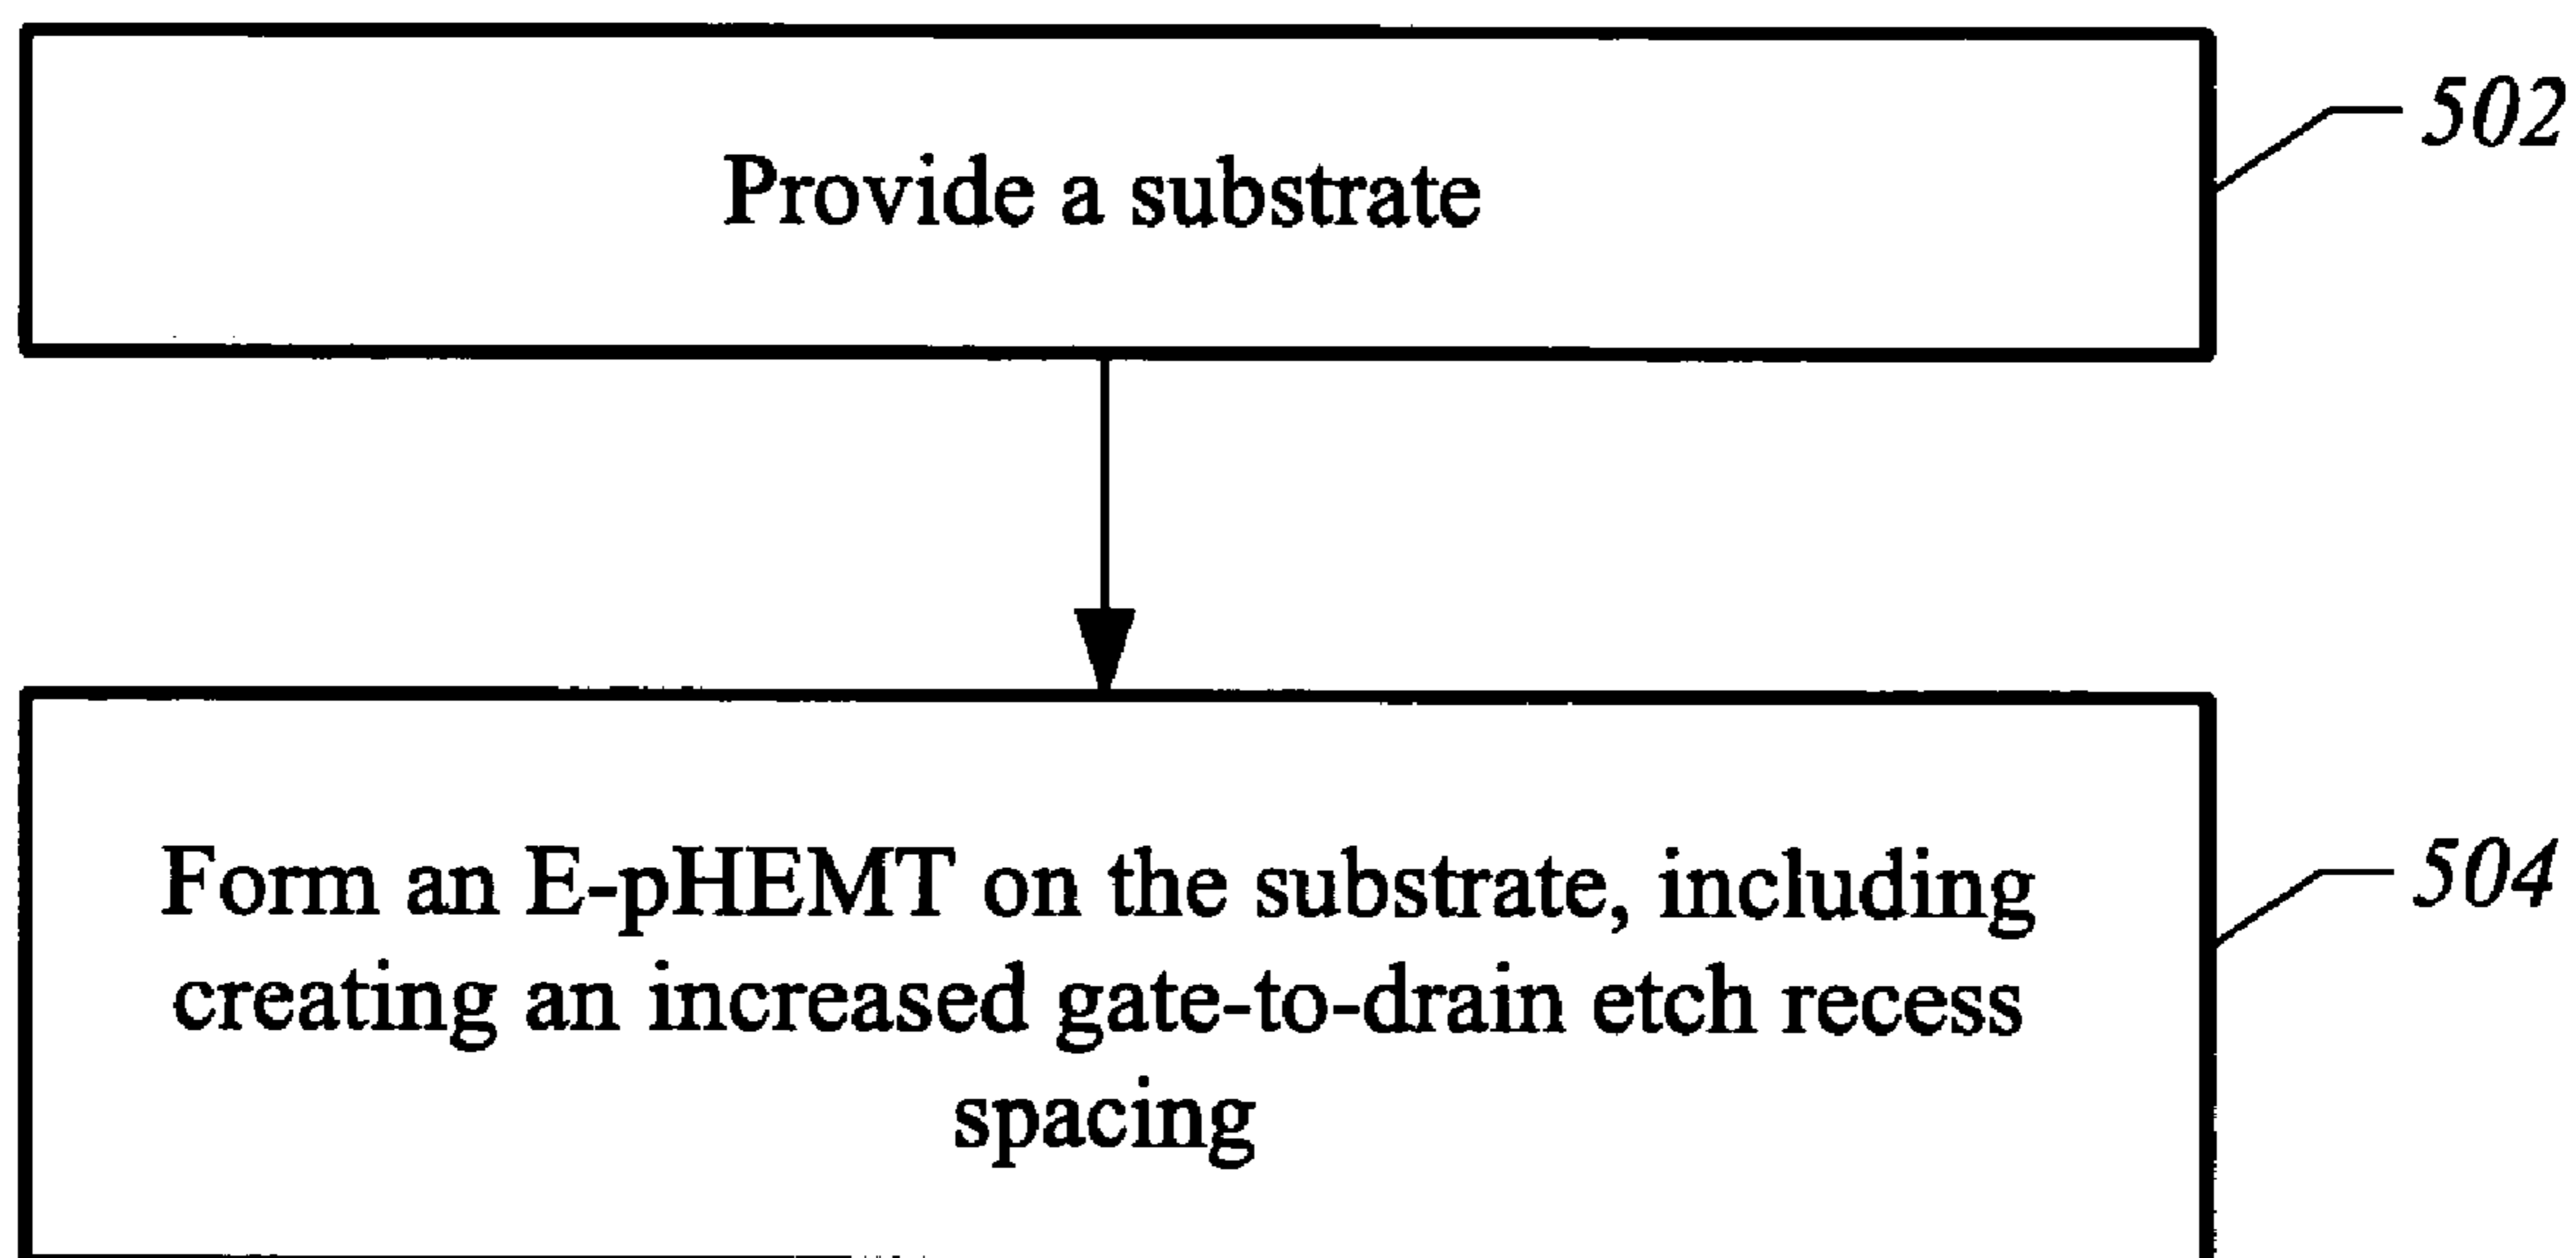 Provide a substrate
502
Form an E-pHEMT on the substrate, including
creating an increased gate-to-drain etch recess
spacing
504